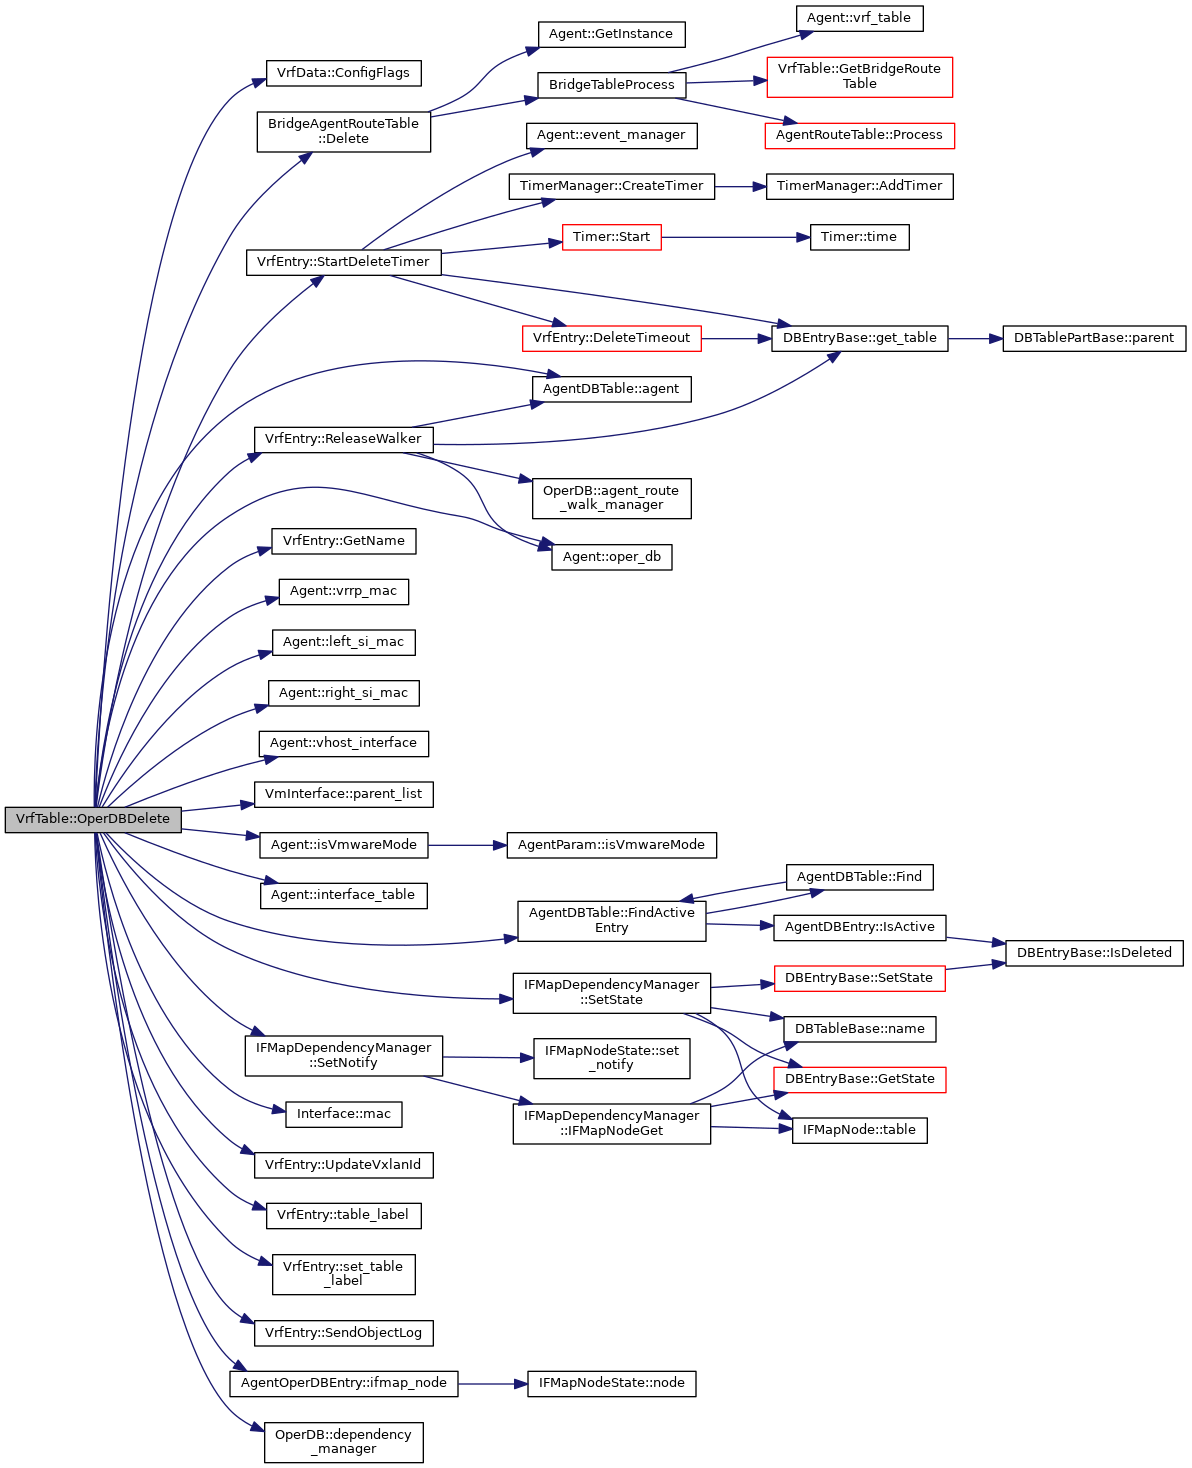 Agent::vrf_table
Agent::GetInstance
VrfData::ConfigFlags
VrfTable::GetBridgeRoute
Table
BridgeTableProcess
BridgeAgentRouteTable
::Delete
Agent::event_manager
AgentRouteTable::Process
TimerManager::CreateTimer
TimerManager::AddTimer
Timer::Start
Timer::time
VrfEntry::StartDeleteTimer
VrfEntry::DeleteTimeout
DBEntryBase::get_table
DBTablePartBase::parent
AgentDBTable::agent
VrfEntry::ReleaseWalker
OperDB::agent_route
_walk_manager
VrfEntry::GetName
Agent::oper_db
Agent::vrrp_mac
Agent::left_si_mac
Agent::right_si_mac
Agent::vhost_interface
VmInterface::parent_list
VrfTable::OperDBDelete
Agent::isVmwareMode
AgentParam::isVmwareMode
Agent::interface_table
AgentDBTable::Find
AgentDBTable::FindActive
Entry
AgentDBEntry::IsActive
DBEntryBase::IsDeleted
IFMapDependencyManager
::SetState
DBEntryBase::SetState
DBTableBase::name
IFMapDependencyManager
::SetNotify
IFMapNodeState::set
_notify
DBEntryBase::GetState
Interface::mac
IFMapDependencyManager
::IFMapNodeGet
IFMapNode::table
VrfEntry::UpdateVxlanId
VrfEntry::table_label
VrfEntry::set_table
_label
VrfEntry::SendObjectLog
AgentOperDBEntry::ifmap_node
IFMapNodeState::node
OperDB::dependency
_manager